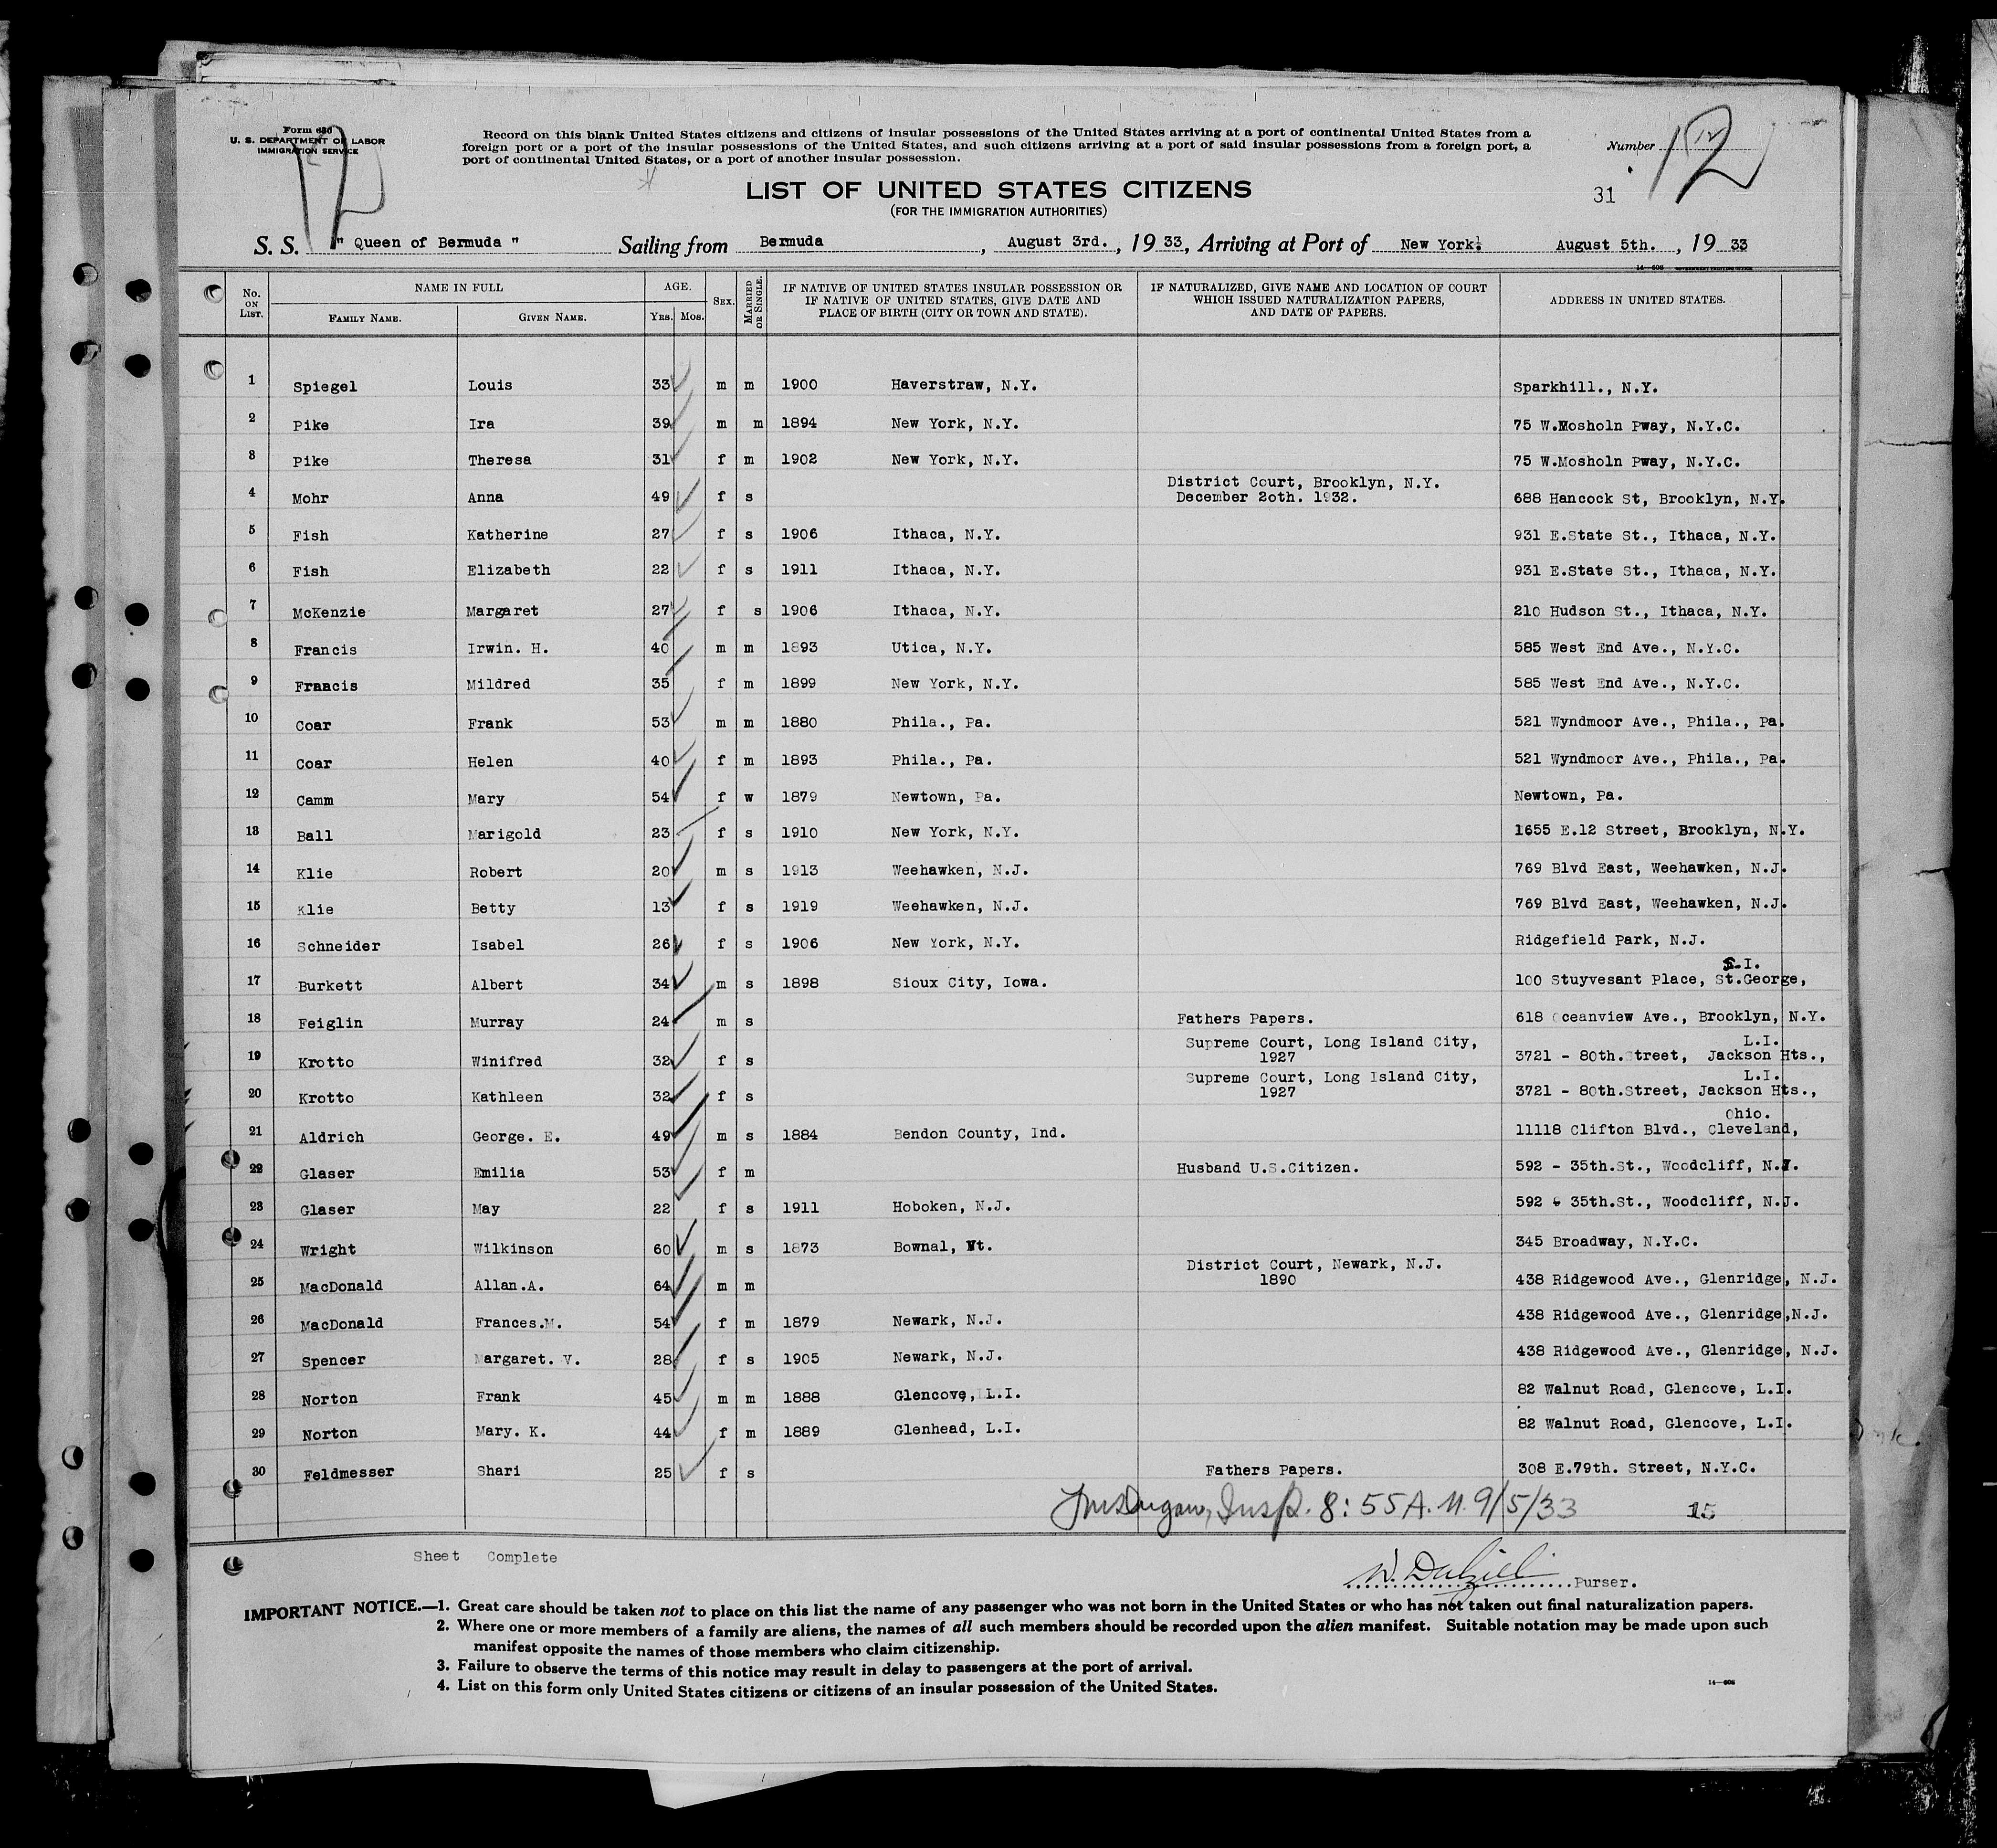 Form 630
U. S. DEPARTMENT OF LABOR
IMMIGRATION SERVICE
12
Record on this blank United States citizens and citizens of insular possessions of the United States arriving at a port of continental United States from a
foreign port or a port of the insular possessions of the United States, and such citizens arriving at a port of said insular possessions from a foreign port, a
port of continental United States, or a port of another insular possession.
Number 12
12
31
LIST OF UNITED STATES CITIZENS
(FOR THE IMMIGRATION AUTHORITIES)
S. S. " Queen of Bermuda " Sailing from Bermuda, August 3rd., 19 33, Arriving at Port of New York: August 5th., 19 33
No. ON LIST. NAME IN FULL FAMILY NAME. GIVEN NAME. AGE. Yrs. Mos. SEX. MARRIED OR SINGLE. IF NATIVE OF UNITED STATES INSULAR POSSESSION OR IF NATIVE OF UNITED STATES, GIVE DATE AND PLACE OF BIRTH (CITY OR TOWN AND STATE). IF NATURALIZED, GIVE NAME AND LOCATION OF COURT WHICH ISSUED NATURALIZATION PAPERS, AND DATE OF PAPERS. ADDRESS IN UNITED STATES.
1 Spiegel Louis 33 m m 1900 Haverstraw, N.Y. Sparkhill., N.Y.
2 Pike Ira 39 m m 1894 New York, N.Y. 75 W.Mosholn Pway, N.Y.C.
3 Pike Theresa 31 f m 1902 New York, N.Y. 75 W.Mosholn Pway, N.Y.C.
4 Mohr Anna 49 f s District Court, Brooklyn, N.Y. December 2oth. 1932. 688 Hancock St, Brooklyn, N.Y.
5 Fish Katherine 27 f s 1906 Ithaca, N.Y. 931 E.State St., Ithaca, N.Y.
6 Fish Elizabeth 22 f s 1911 Ithaca, N.Y. 931 E.State St., Ithaca, N.Y.
7 McKenzie Margaret 27 f s 1906 Ithaca, N.Y. 210 Hudson St., Ithaca, N.Y.
8 Francis Irwin. H. 40 m m 1893 Utica, N.Y. 585 West End Ave., N.Y.C.
9 Francis Mildred 35 f m 1899 New York, N.Y. 585 West End Ave., N.Y.C.
10 Coar Frank 53 m m 1880 Phila., Pa. 521 Wyndmoor Ave., Phila., Pa.
11 Coar Helen 40 f m 1893 Phila., Pa. 521 Wyndmoor Ave., Phila., Pa.
12 Camm Mary 54 f w 1879 Newtown, Pa. Newtown, Pa.
13 Ball Marigold 23 f s 1910 New York, N.Y. 1655 E.12 Street, Brooklyn, N.Y.
14 Klie Robert 20 m s 1913 Weehawken, N.J. 769 Blvd East, Weehawken, N.J.
15 Klie Betty 13 f s 1919 Weehawken, N.J. 769 Blvd East, Weehawken, N.J.
16 Schneider Isabel 26 f s 1906 New York, N.Y. Ridgefield Park, N.J.
17 Burkett Albert 34 m s 1898 Sioux City, Iowa. 100 Stuyvesant Place, St.George, S.I.
18 Feiglin Murray 24 m s Fathers Papers. 618 Oceanview Ave., Brooklyn, N.Y.
19 Krotto Winifred 32 f s Supreme Court, Long Island City, 1927 3721 - 80th.Street, Jackson Hts., L.I.
20 Krotto Kathleen 32 f s Supreme Court, Long Island City, 1927 3721 - 80th.Street, Jackson Hts., L.I.
21 Aldrich George. E. 49 m s 1884 Bendon County, Ind. 11118 Clifton Blvd., Cleveland, Ohio.
22 Glaser Emilia 53 f m Husband U.S.Citizen. 592 - 35th.St., Woodcliff, N.J.
23 Glaser May 22 f s 1911 Hoboken, N.J. 592 - 35th.St., Woodcliff, N.J.
24 Wright Wilkinson 60 m s 1873 Bownal, Vt. 345 Broadway, N.Y.C.
25 MacDonald Allan.A. 64 m m District Court, Newark, N.J. 1890 438 Ridgewood Ave., Glenridge, N.J.
26 MacDonald Frances.M. 54 f m 1879 Newark, N.J. 438 Ridgewood Ave., Glenridge,N.J.
27 Spencer Margaret. V. 28 f s 1905 Newark, N.J. 438 Ridgewood Ave., Glenridge, N.J.
28 Norton Frank 45 m m 1888 Glencove, L.I. 82 Walnut Road, Glencove, L.I.
29 Norton Mary. K. 44 f m 1889 Glenhead, L.I. 82 Walnut Road, Glencove, L.I.
30 Feldmesser Shari 25 f s Fathers Papers. 308 E.79th. Street, N.Y.C.
Insp. 8:55 A.M. 9/5/33 15
Sheet Complete
W. Dalziell Purser.
IMPORTANT NOTICE.—1. Great care should be taken not to place on this list the name of any passenger who was not born in the United States or who has not taken out final naturalization papers.
2. Where one or more members of a family are aliens, the names of all such members should be recorded upon the alien manifest. Suitable notation may be made upon such
manifest opposite the names of those members who claim citizenship.
3. Failure to observe the terms of this notice may result in delay to passengers at the port of arrival.
4. List on this form only United States citizens or citizens of an insular possession of the United States.